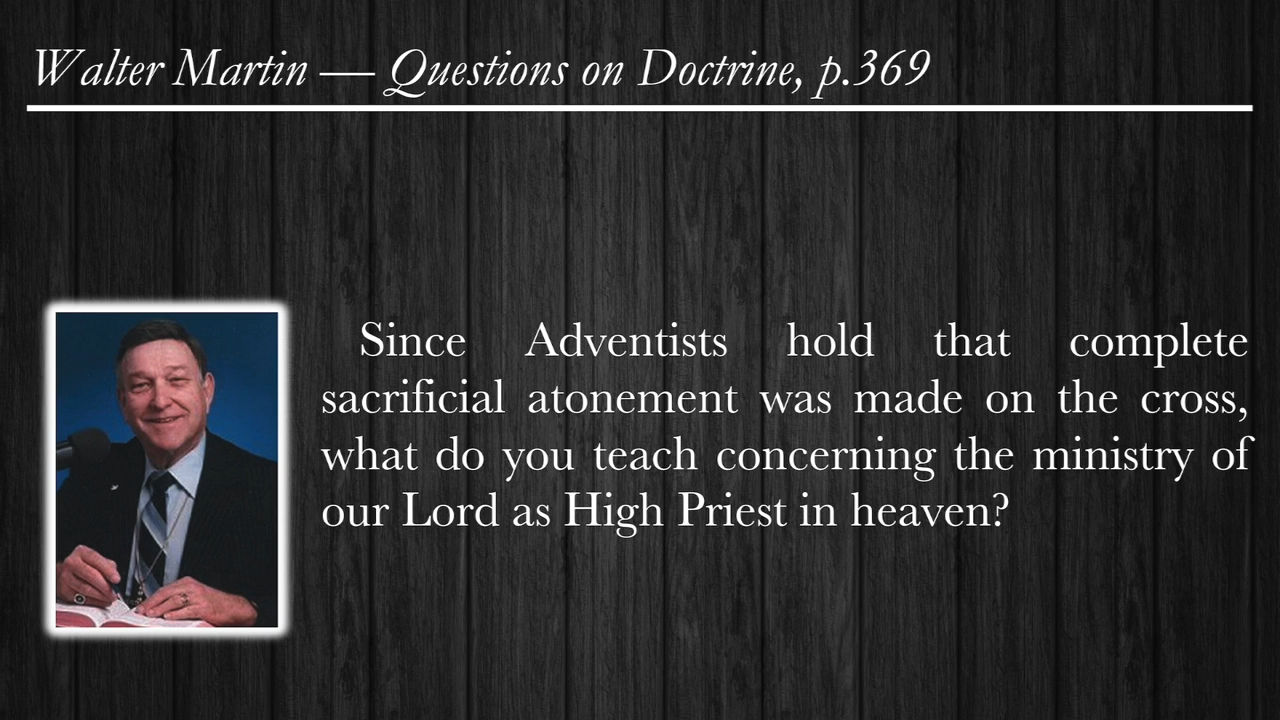 Walter Martin — Questions on Doctrine, p.369
Since Adventists hold that complete
sacrificial atonement was made on the cross,
what do you teach concerning the ministry of
our Lord as High Priest in heaven?